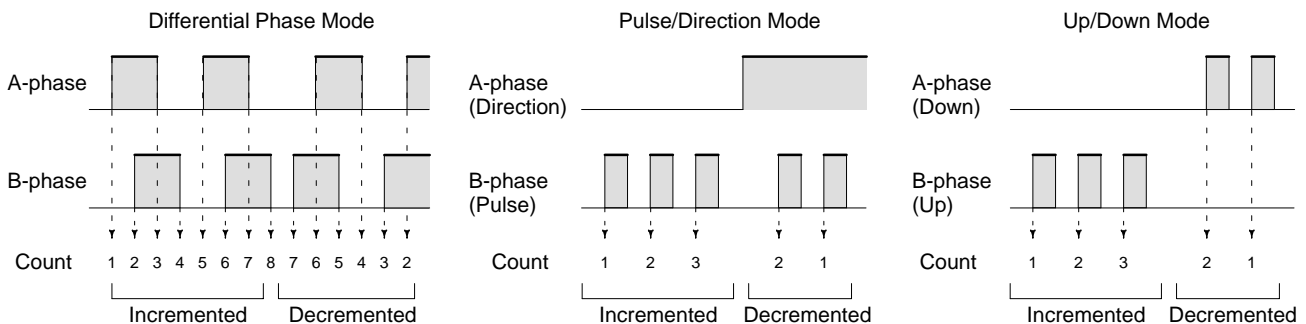 Differential Phase Mode
A-phase
B-phase
Count 1 2 3 4 5 6 7 8 7 6 5 4 3 2
Incremented Decremented
Pulse/Direction Mode
A-phase
(Direction)
B-phase
(Pulse)
Count 1 2 3 2 1
Incremented Decremented
Up/Down Mode
A-phase
(Down)
B-phase
(Up)
Count 1 2 3 2 1
Incremented Decremented